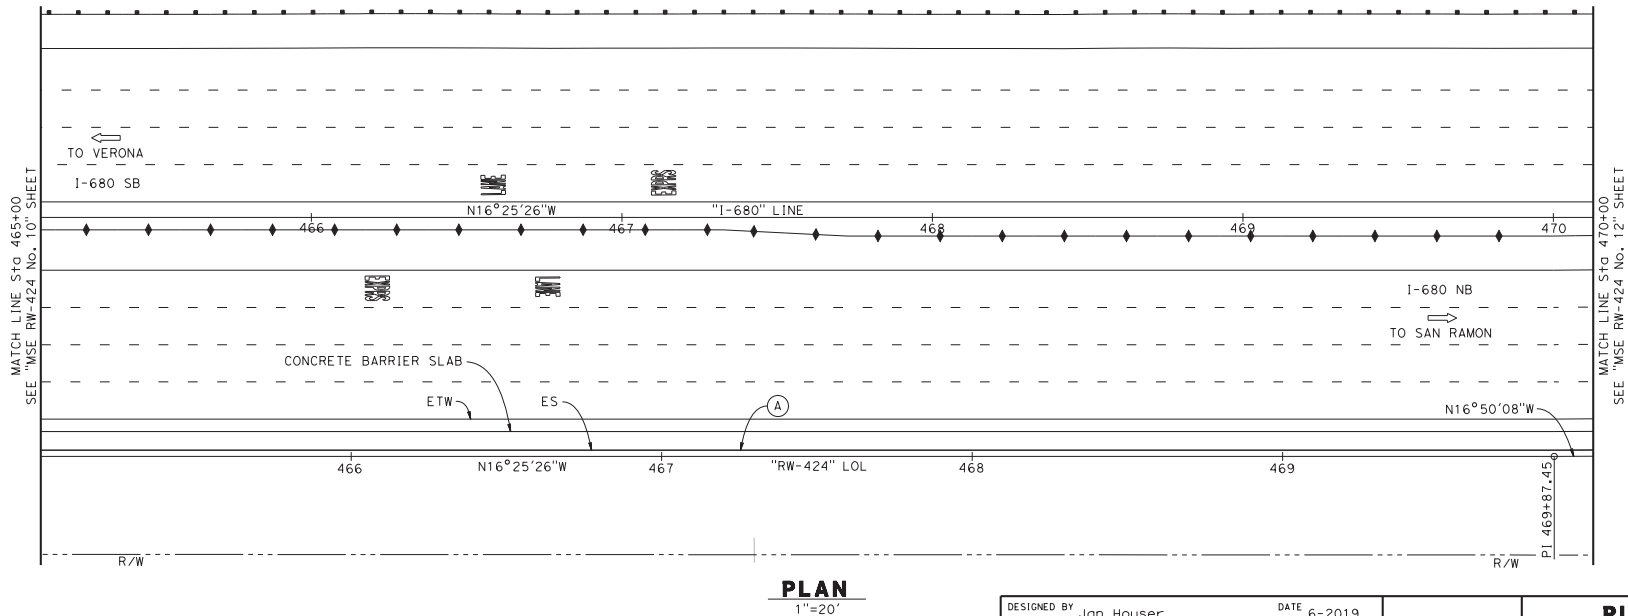 TO VERONA
I-680 SB
LANE
N16°25'26"W
"I-680" LINE
466
467
468
469
470
MATCH LINE Sta 465+00
SEE "MSE RW-424 No. 10" SHEET
MATCH LINE Sta 470+00
SEE "MSE RW-424 No. 12" SHEET
I-680 NB
TO SAN RAMON
CONCRETE BARRIER SLAB
ETW
ES
A
N16°50'08"W
466
N16°25'26"W
467
"RW-424" LOL
468
469
PI 469+87.45
R/W
R/W
PLAN
1"=20'
DESIGNED BY Jan Houser
DATE 6-2019